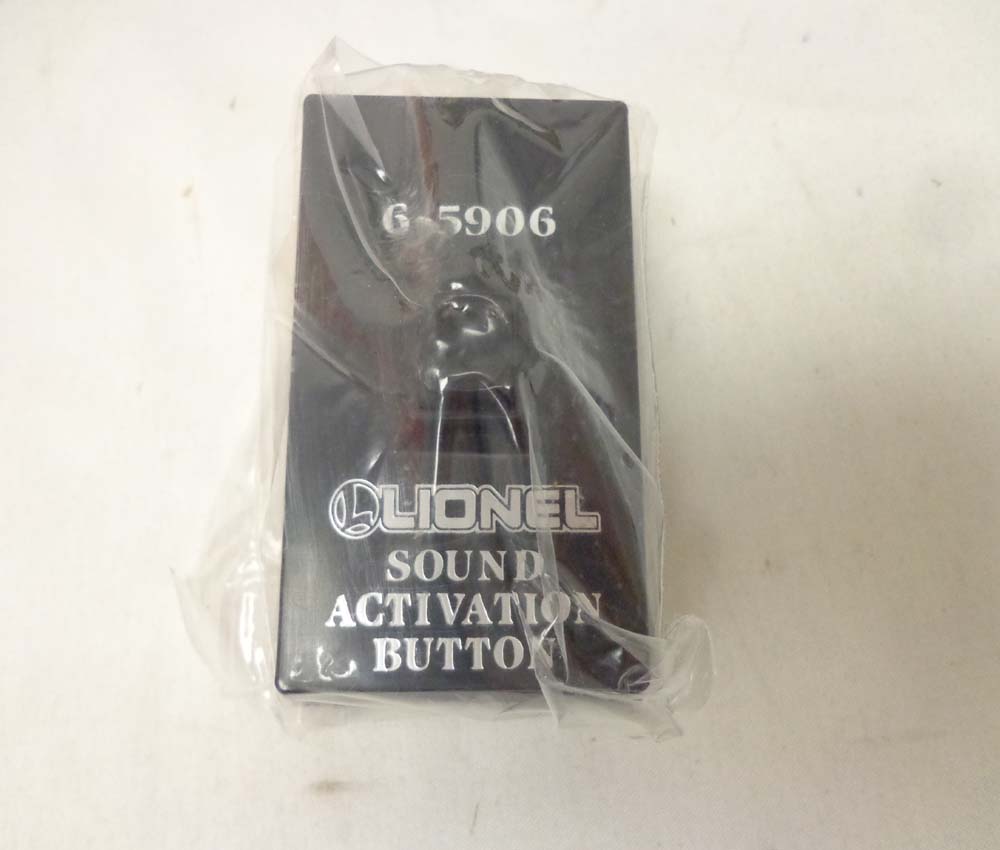 6-5906
LIONEL
SOUND
ACTIVATION
BUTTON